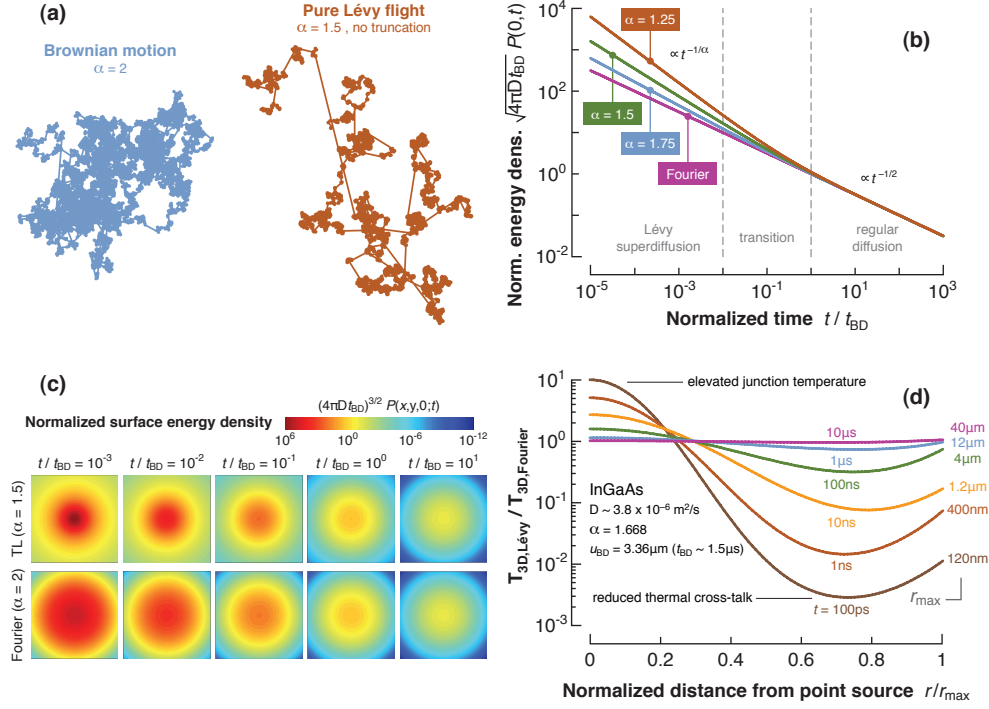 (a)
Brownian motion
α = 2
Pure Lévy flight
α = 1.5 , no truncation
(b)
Norm. energy dens. √4πDt_BD P(0,t)
10^4
10^2
10^0
10^-2
α = 1.25
α = 1.5
α = 1.75
Fourier
∝ t^-1/α
∝ t^-1/2
Lévy superdiffusion
transition
regular diffusion
10^-5
10^-3
10^-1
10^1
10^3
Normalized time t / t_BD
(c)
Normalized surface energy density
(4πDt_BD)^3/2 P(x,y,0;t)
10^6
10^0
10^-6
10^-12
t / t_BD = 10^-3
t / t_BD = 10^-2
t / t_BD = 10^-1
t / t_BD = 10^0
t / t_BD = 10^1
TL (α = 1.5)
Fourier (α = 2)
(d)
T_3D,Lévy / T_3D,Fourier
10^1
10^0
10^-1
10^-2
10^-3
elevated junction temperature
InGaAs
D ~ 3.8 x 10^-6 m²/s
α = 1.668
u_BD = 3.36μm (t_BD ~ 1.5μs)
reduced thermal cross-talk
10μs
1μs
100ns
10ns
1ns
t = 100ps
40μm
12μm
4μm
1.2μm
400nm
120nm
r_max
0
0.2
0.4
0.6
0.8
1
Normalized distance from point source r/r_max